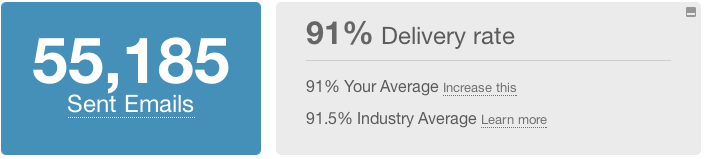 55,185
Sent Emails
91% Delivery rate
91% Your Average Increase this
91.5% Industry Average Learn more